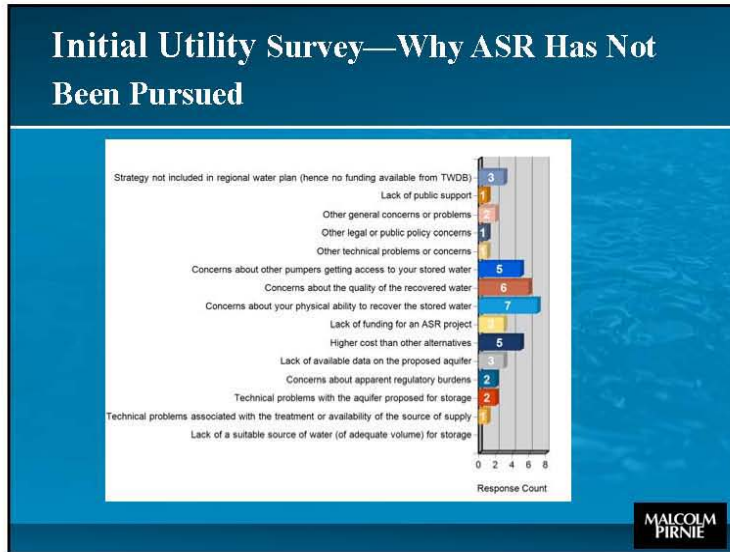 Initial Utility Survey—Why ASR Has Not
Been Pursued
Strategy not included in regional water plan (hence no funding available from TWDB)
3
Lack of public support
1
Other general concerns or problems
2
Other legal or public policy concerns
1
Other technical problems or concerns
1
Concerns about other pumpers getting access to your stored water
5
Concerns about the quality of the recovered water
6
Concerns about your physical ability to recover the stored water
7
Lack of funding for an ASR project
3
Higher cost than other alternatives
5
Lack of available data on the proposed aquifer
3
Concerns about apparent regulatory burdens
2
Technical problems with the aquifer proposed for storage
2
Technical problems associated with the treatment or availability of the source of supply
1
Lack of a suitable source of water (of adequate volume) for storage
0 2 4 6 8
Response Count
MALCOLM
PIRNIE